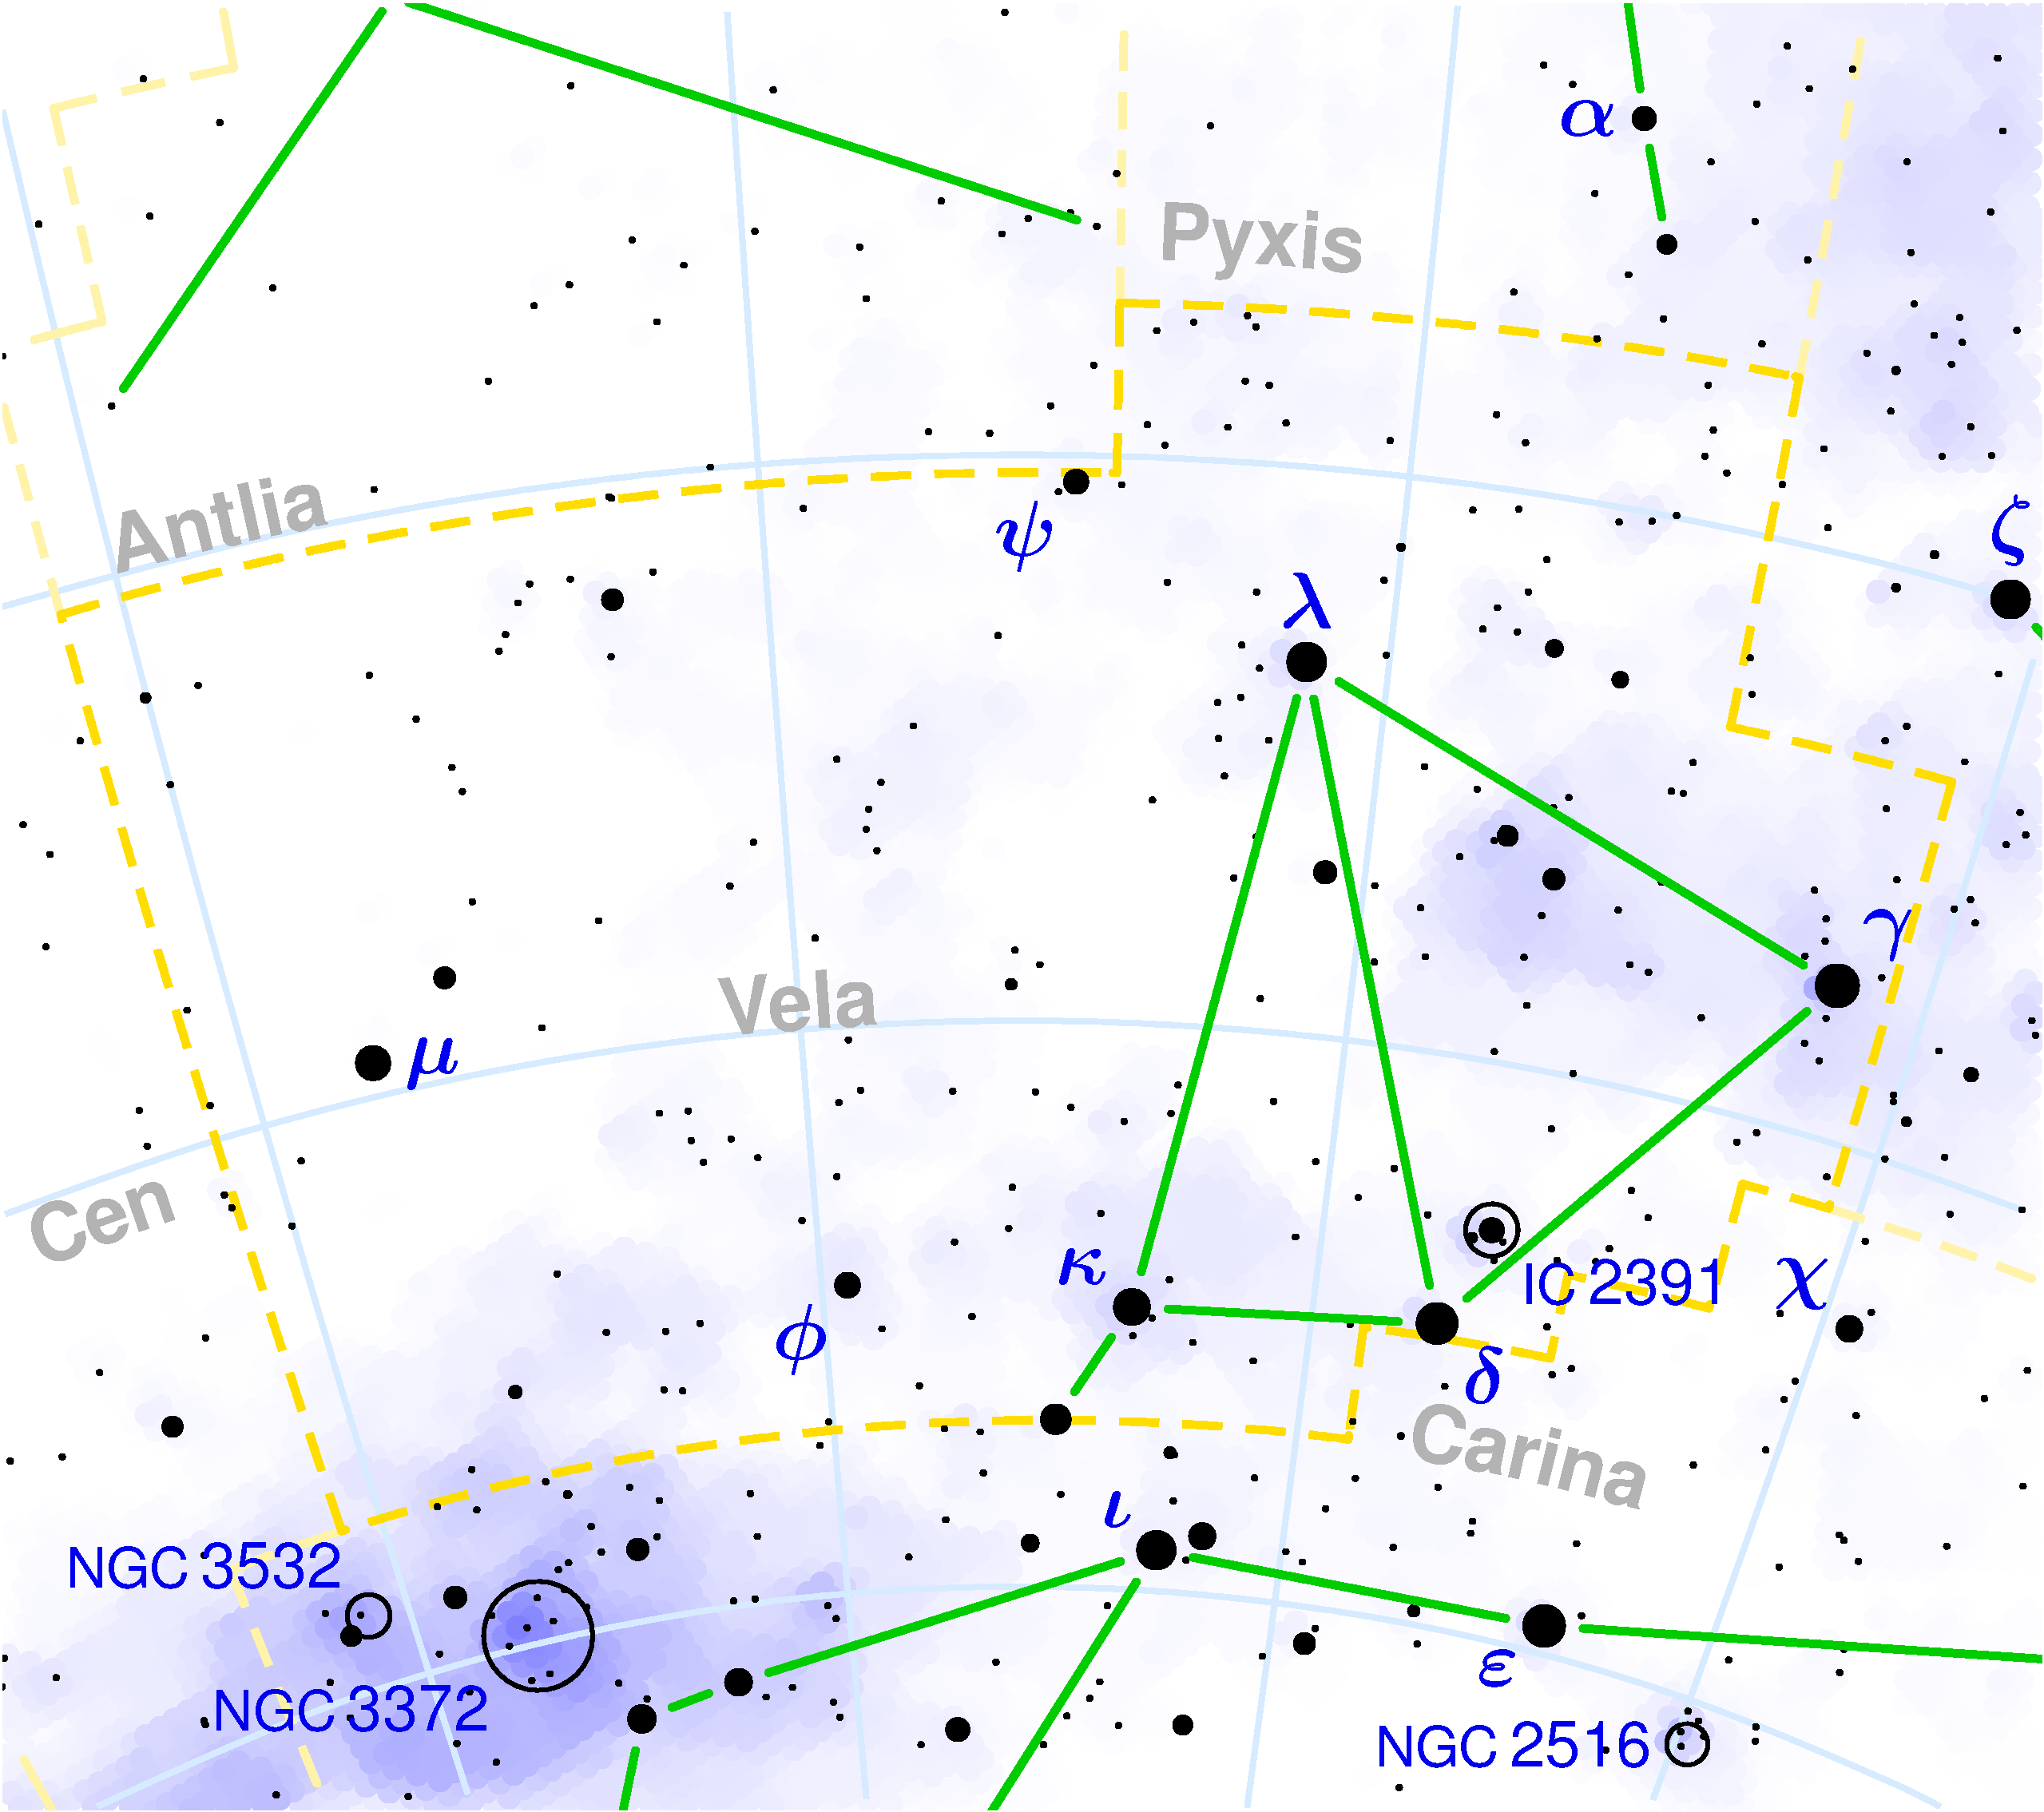 α
Pyxis
Antlia
ψ
ζ
λ
γ
Vela
μ
Cen
κ
IC 2391
χ
ϕ
δ
Carina
ι
NGC 3532
ε
NGC 3372
NGC 2516